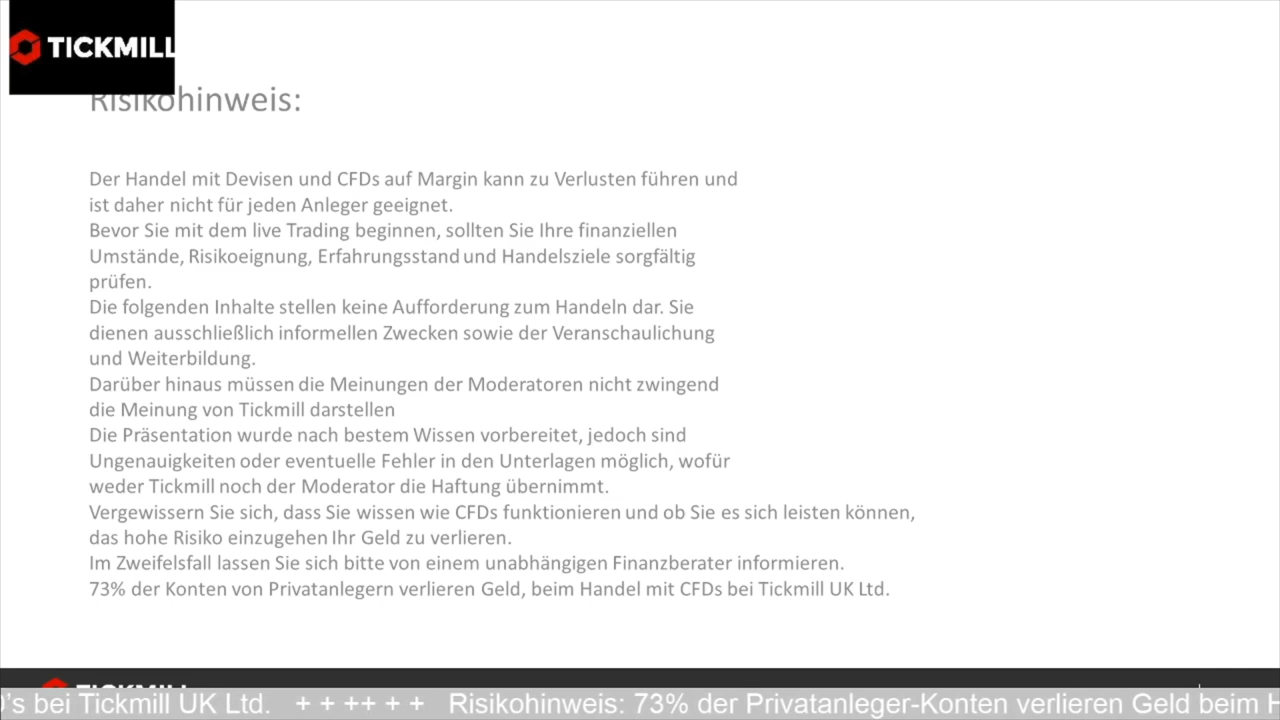 TICKMILL
Risikohinweis:
Der Handel mit Devisen und CFDs auf Margin kann zu Verlusten führen und
ist daher nicht für jeden Anleger geeignet.
Bevor Sie mit dem live Trading beginnen, sollten Sie Ihre finanziellen
Umstände, Risikoeignung, Erfahrungsstand und Handelsziele sorgfältig
prüfen.
Die folgenden Inhalte stellen keine Aufforderung zum Handeln dar. Sie
dienen ausschließlich informellen Zwecken sowie der Veranschaulichung
und Weiterbildung.
Darüber hinaus müssen die Meinungen der Moderatoren nicht zwingend
die Meinung von Tickmill darstellen
Die Präsentation wurde nach bestem Wissen vorbereitet, jedoch sind
Ungenauigkeiten oder eventuelle Fehler in den Unterlagen möglich, wofür
weder Tickmill noch der Moderator die Haftung übernimmt.
Vergewissern Sie sich, dass Sie wissen wie CFDs funktionieren und ob Sie es sich leisten können,
das hohe Risiko einzugehen Ihr Geld zu verlieren.
Im Zweifelsfall lassen Sie sich bitte von einem unabhängigen Finanzberater informieren.
73% der Konten von Privatanlegern verlieren Geld, beim Handel mit CFDs bei Tickmill UK Ltd.
TICKMILL
D's bei Tickmill UK Ltd. + + ++ + + Risikohinweis: 73% der Privatanleger-Konten verlieren Geld beim H